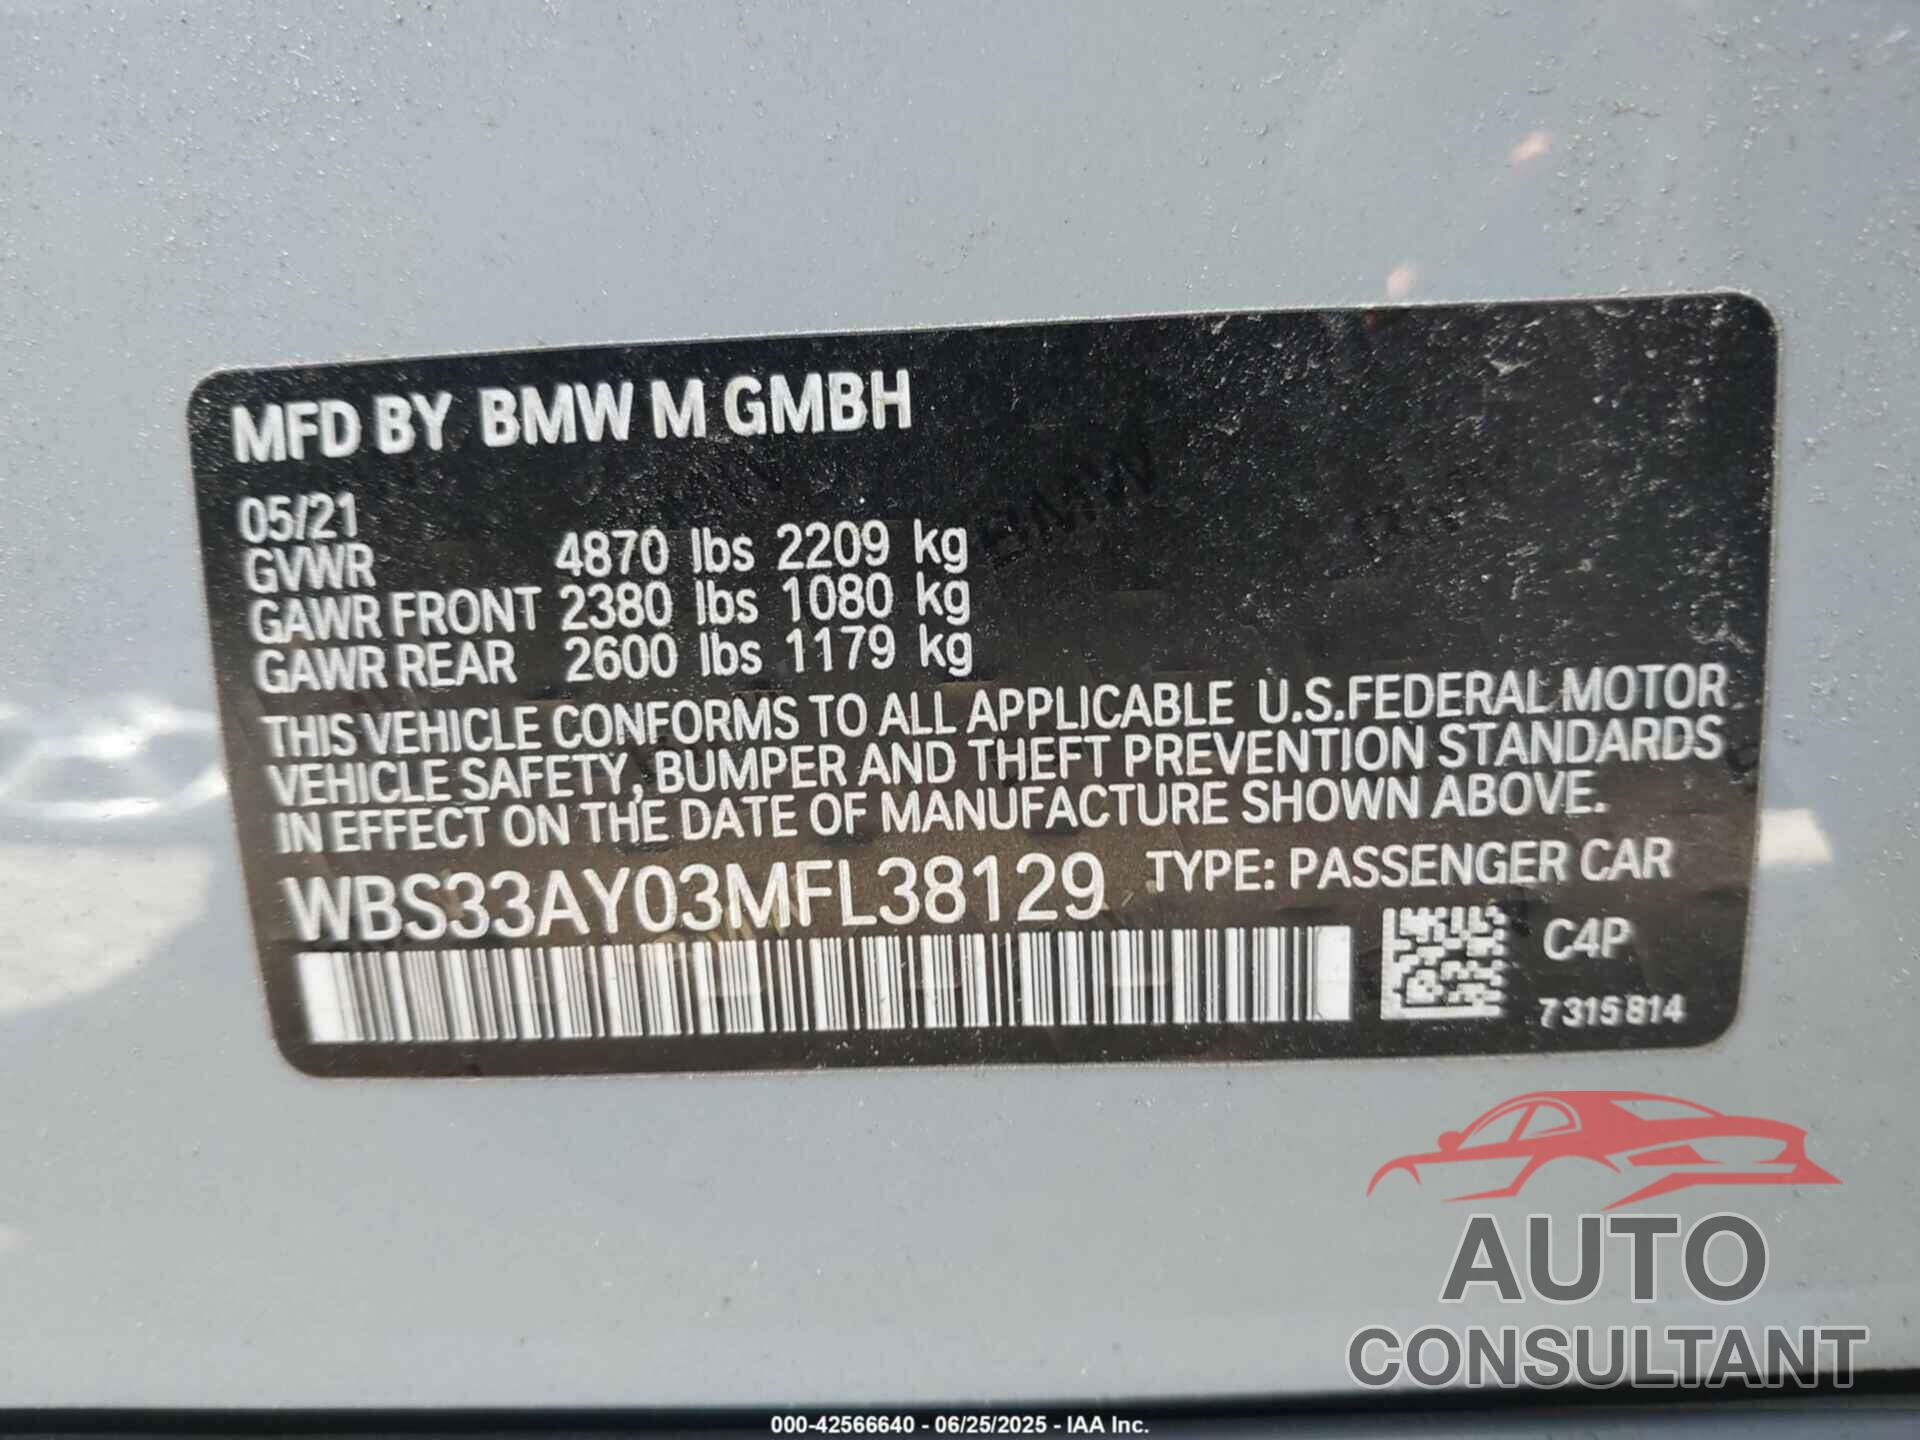 MFD BY BMW M GMBH
05/21
GVWR 4870 lbs 2209 kg
GAWR FRONT 2380 lbs 1080 kg
GAWR REAR 2600 lbs 1179 kg
THIS VEHICLE CONFORMS TO ALL APPLICABLE U.S.FEDERAL MOTOR
VEHICLE SAFETY, BUMPER AND THEFT PREVENTION STANDARDS
IN EFFECT ON THE DATE OF MANUFACTURE SHOWN ABOVE.
WBS33AY03MFL38129 TYPE: PASSENGER CAR
C4P
7315814
AUTO
CONSULTANT
000-42566640 - 06/25/2025 - IAA Inc.